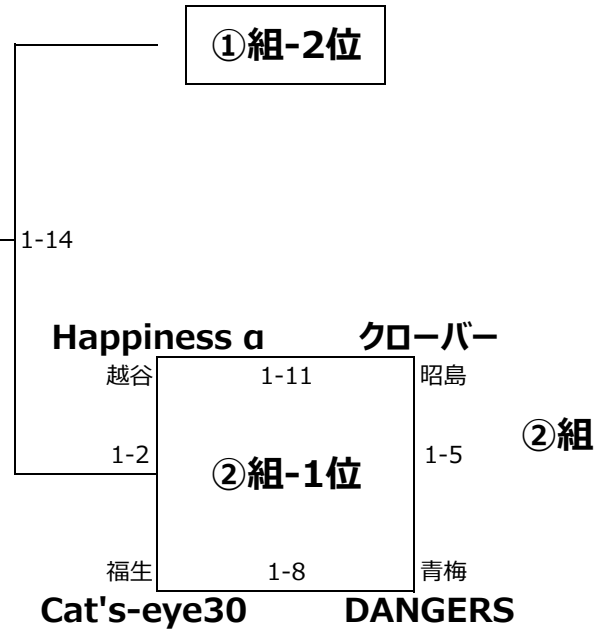 ①組-2位
1-14
Happiness α クローバー
越谷 1-11 昭島
②組
1-2 ②組-1位 1-5
福生 1-8 青梅
Cat's-eye30 DANGERS